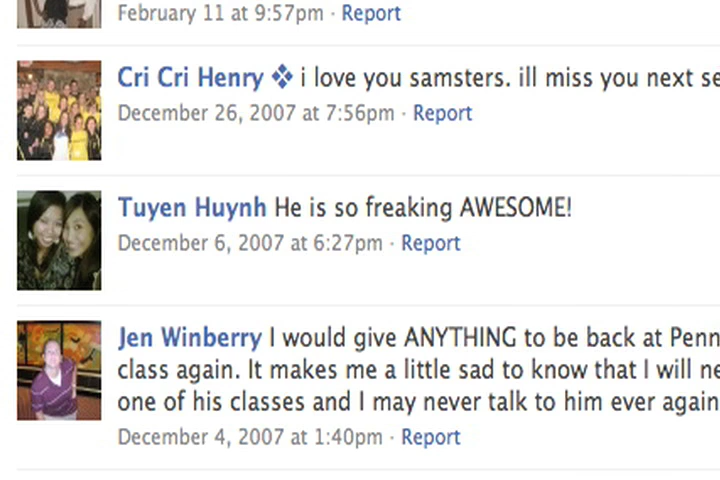 February 11 at 9:57pm · Report
Cri Cri Henry ❖ i love you samsters. ill miss you next se
December 26, 2007 at 7:56pm · Report
Tuyen Huynh He is so freaking AWESOME!
December 6, 2007 at 6:27pm · Report
Jen Winberry I would give ANYTHING to be back at Penn
class again. It makes me a little sad to know that I will ne
one of his classes and I may never talk to him ever again
December 4, 2007 at 1:40pm · Report